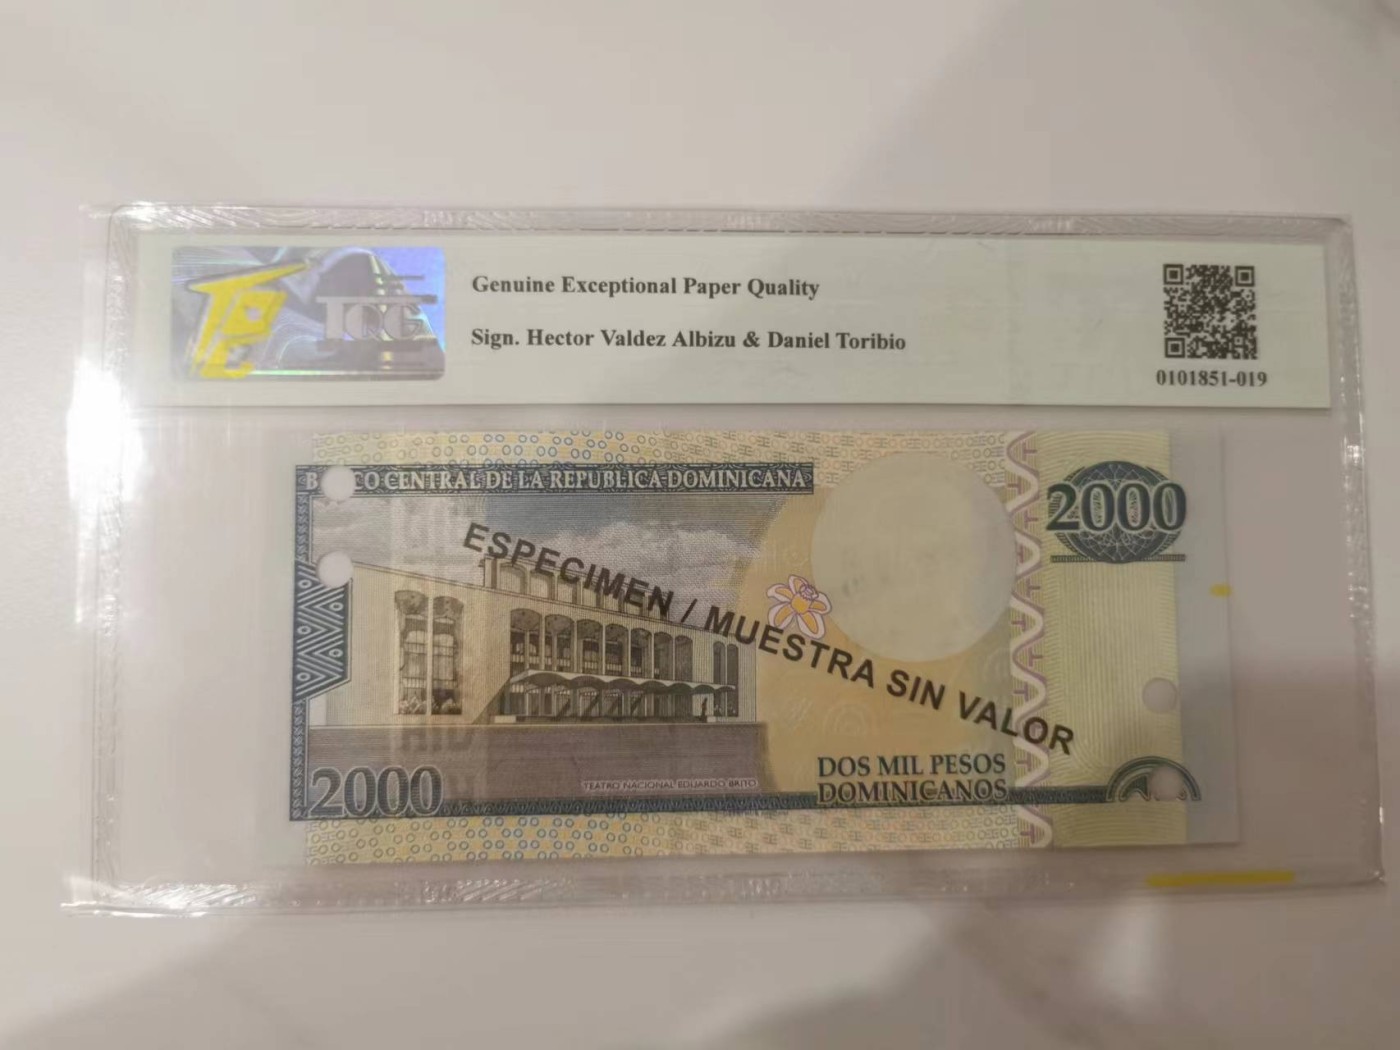 TQG
Genuine Exceptional Paper Quality
Sign. Hector Valdez Albizu & Daniel Toribio
0101851-019
CENTRAL DE LA REPUBLICA DOMINICANA
2000
ESPECIMEN / MUESTRA SIN VALOR
DOS MIL PESOS
DOMINICANOS
TEATRO NACIONAL EDUARDO BRITO
2000